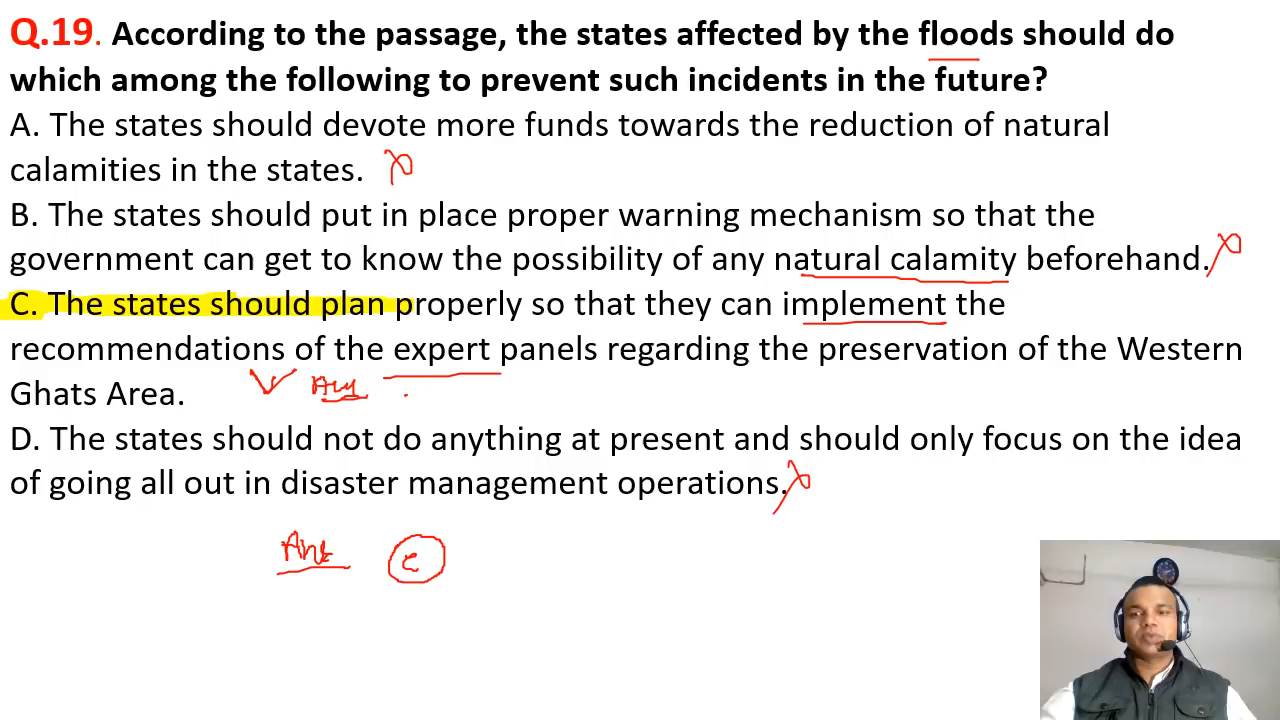 Q.19. According to the passage, the states affected by the floods should do
which among the following to prevent such incidents in the future?
A. The states should devote more funds towards the reduction of natural
calamities in the states.
B. The states should put in place proper warning mechanism so that the
government can get to know the possibility of any natural calamity beforehand.
C. The states should plan properly so that they can implement the
recommendations of the expert panels regarding the preservation of the Western
Ghats Area.
D. The states should not do anything at present and should only focus on the idea
of going all out in disaster management operations.
Ans C